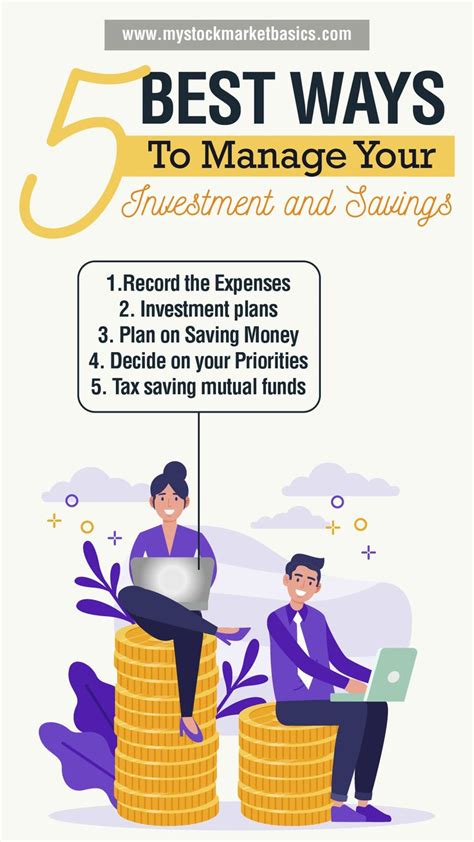 www.mystockmarketbasics.com
5 BEST WAYS
To Manage Your
Investment and Savings
1.Record the Expenses
2. Investment plans
3. Plan on Saving Money
4. Decide on your Priorities
5. Tax saving mutual funds